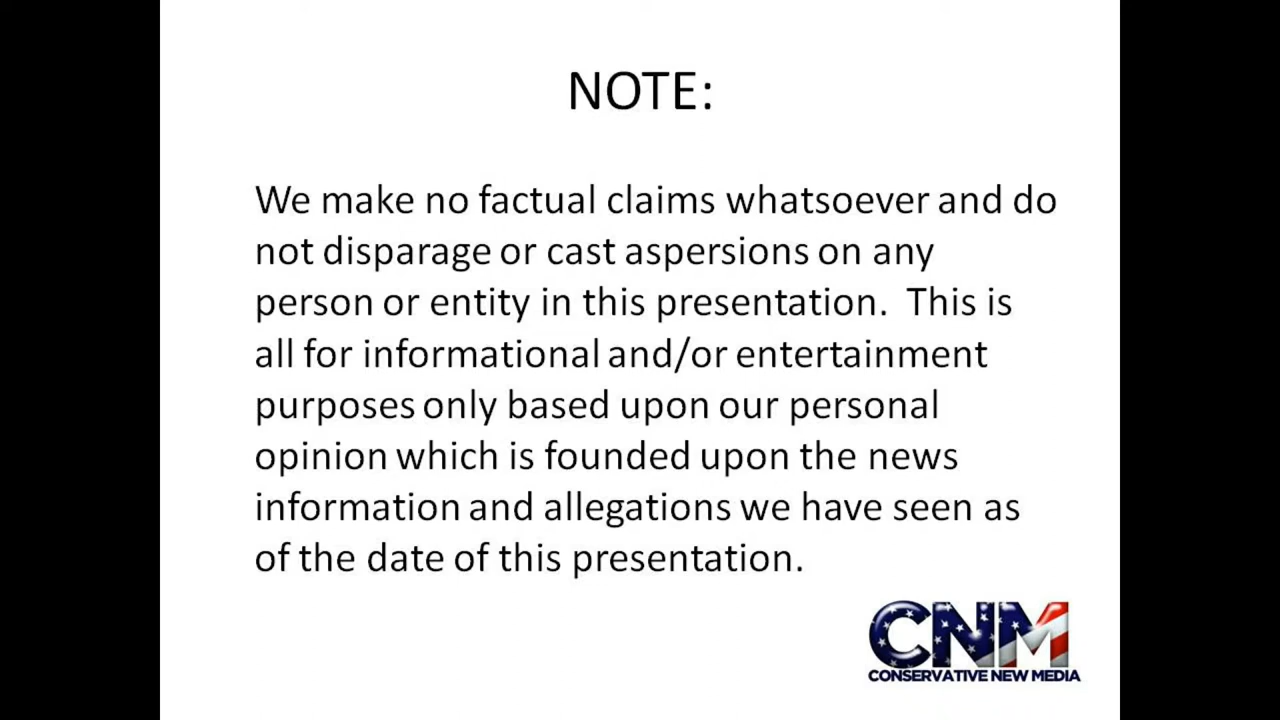 NOTE:
We make no factual claims whatsoever and do
not disparage or cast aspersions on any
person or entity in this presentation.  This is
all for informational and/or entertainment
purposes only based upon our personal
opinion which is founded upon the news
information and allegations we have seen as
of the date of this presentation.
CNM
CONSERVATIVE NEW MEDIA